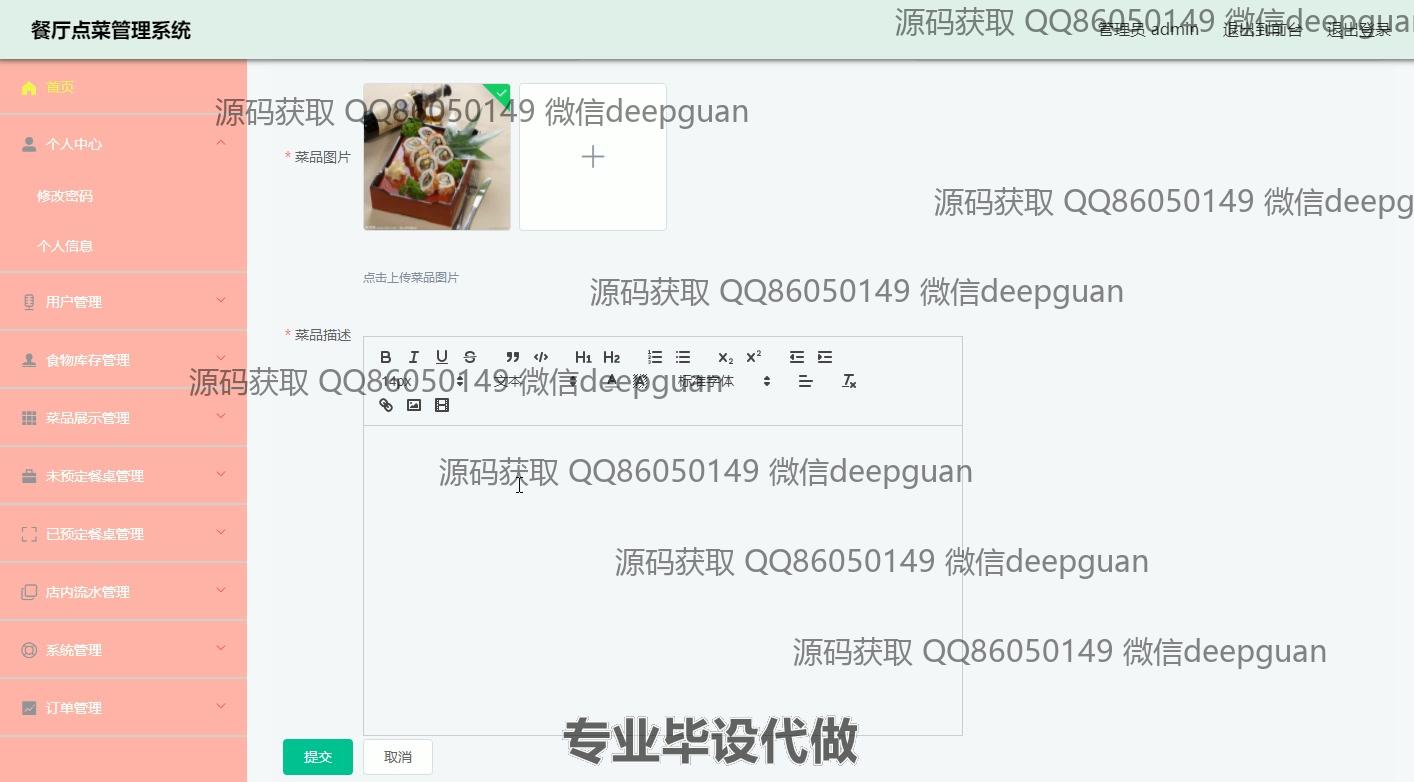 餐厅点菜管理系统
源码获取 QQ86050149 微信deepguan
管理员 admin 退出到前台 退出登录
首页
源码获取 QQ86050149 微信deepguan
个人中心
* 菜品图片
修改密码
源码获取 QQ86050149 微信deepg
个人信息
点击上传菜品图片
源码获取 QQ86050149 微信deepguan
用户管理
* 菜品描述
B I U S H1 H2 X2 X2
食物库存管理
14px 文本 A A 标准字体
源码获取 QQ86050149 微信deepguan
菜品展示管理
源码获取 QQ86050149 微信deepguan
未预定餐桌管理
已预定餐桌管理
源码获取 QQ86050149 微信deepguan
店内流水管理
系统管理
源码获取 QQ86050149 微信deepguan
订单管理
专业毕设代做
提交 取消